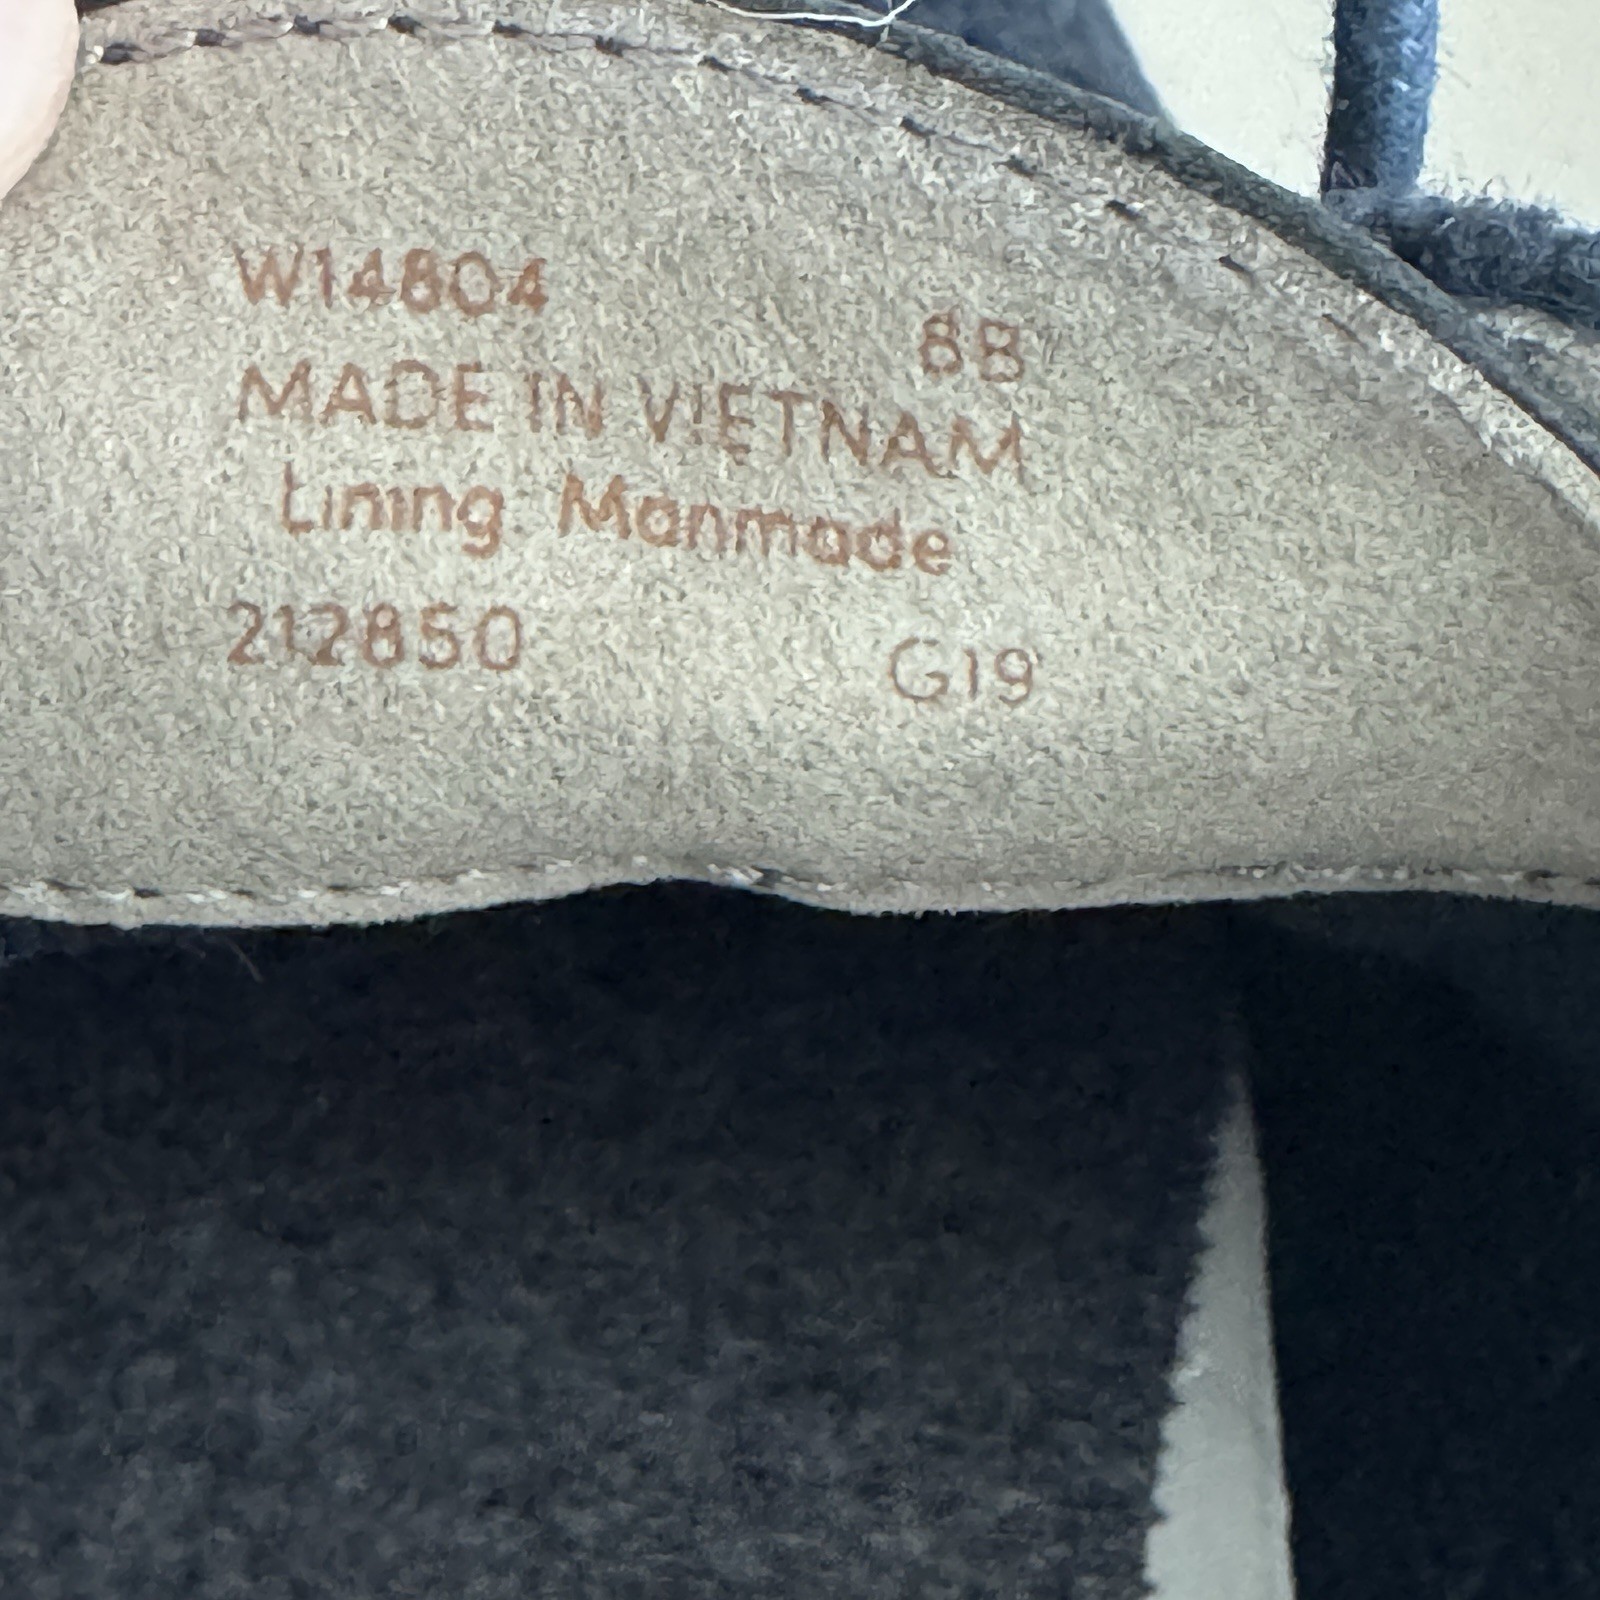 W14804
8B
MADE IN VIETNAM
Lining: Manmade
212850
G19